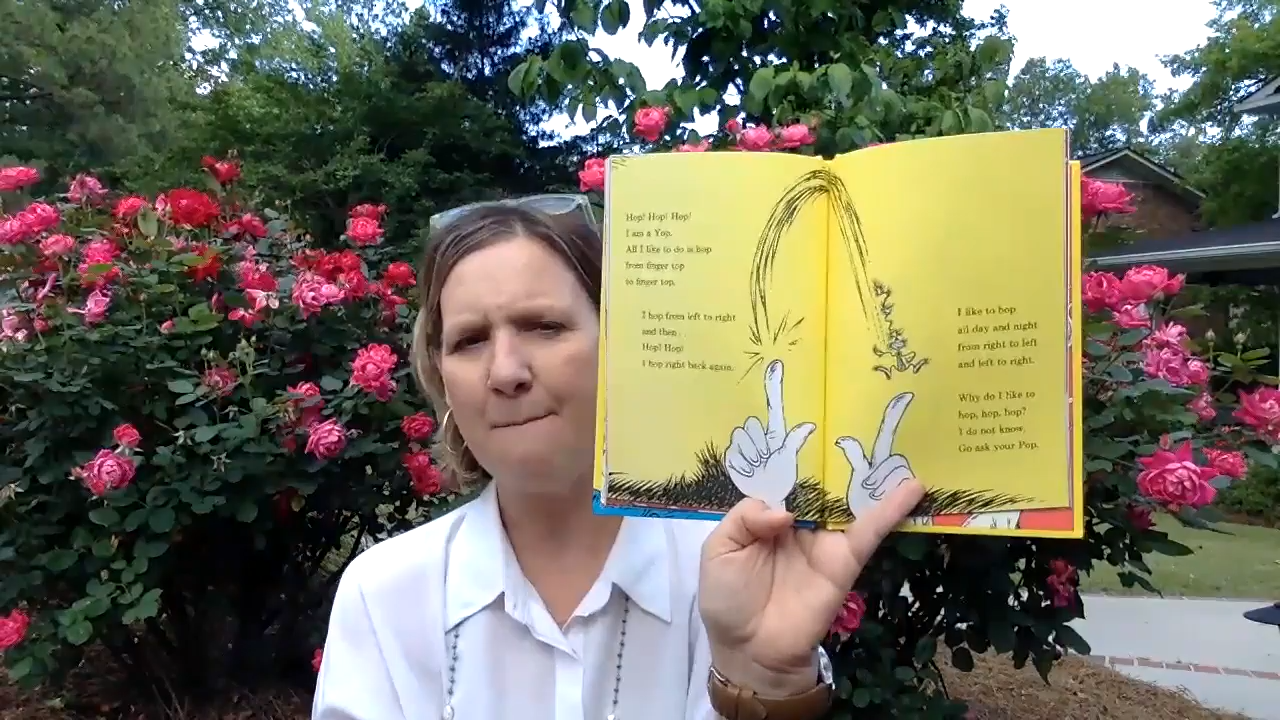 Hop! Hop! Hop!
I am a Yop.
All I like to do is hop
from finger top
to finger top.
I hop from left to right
and then . . .
Hop! Hop!
I hop right back again.
I like to hop
all day and night
from right to left
and left to right.
Why do I like to
hop, hop, hop?
I do not know.
Go ask your Pop.